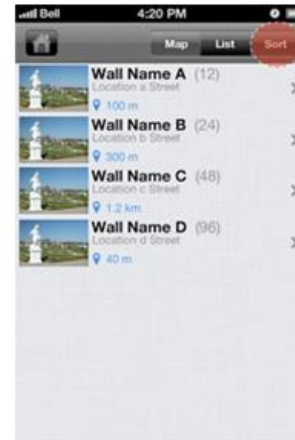 Bell 4:20 PM
Map List Sort
Wall Name A (12)
Location a Street
100 m
Wall Name B (24)
Location b Street
300 m
Wall Name C (48)
Location c Street
1.2 km
Wall Name D (96)
Location d Street
40 m